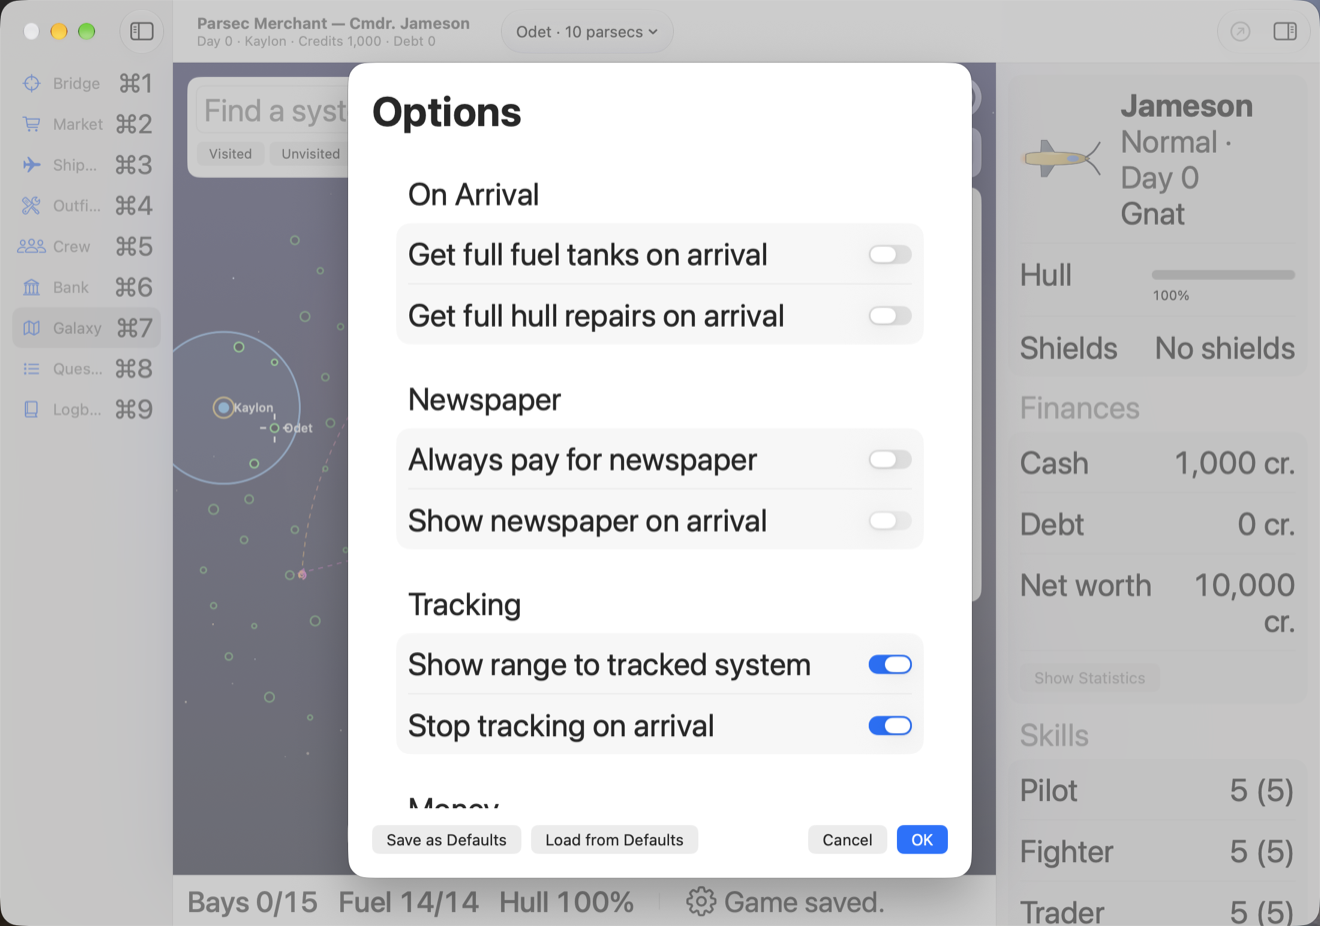 Parsec Merchant — Cmdr. Jameson
Day 0 · Kaylon · Credits 1,000 · Debt 0
Odet · 10 parsecs
Bridge ⌘1
Market ⌘2
Ship... ⌘3
Outfi... ⌘4
Crew ⌘5
Bank ⌘6
Galaxy ⌘7
Ques... ⌘8
Logb... ⌘9
Find a syst
Visited
Unvisited
Kaylon
Odet
Options
On Arrival
Get full fuel tanks on arrival
Get full hull repairs on arrival
Newspaper
Always pay for newspaper
Show newspaper on arrival
Tracking
Show range to tracked system
Stop tracking on arrival
Money
Save as Defaults
Load from Defaults
Cancel
OK
Jameson
Normal ·
Day 0
Gnat
Hull
100%
Shields No shields
Finances
Cash 1,000 cr.
Debt 0 cr.
Net worth 10,000
cr.
Show Statistics
Skills
Pilot 5 (5)
Fighter 5 (5)
Trader 5 (5)
Bays 0/15 Fuel 14/14 Hull 100% Game saved.